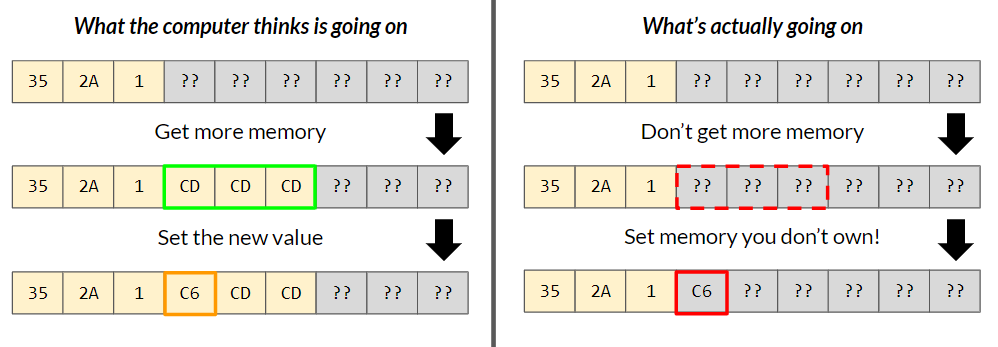 What the computer thinks is going on
35 2A 1 ?? ?? ?? ?? ?? ??
Get more memory
35 2A 1 CD CD CD ?? ?? ??
Set the new value
35 2A 1 C6 CD CD ?? ?? ??
What's actually going on
35 2A 1 ?? ?? ?? ?? ?? ??
Don't get more memory
35 2A 1 ?? ?? ?? ?? ?? ??
Set memory you don't own!
35 2A 1 C6 ?? ?? ?? ?? ??